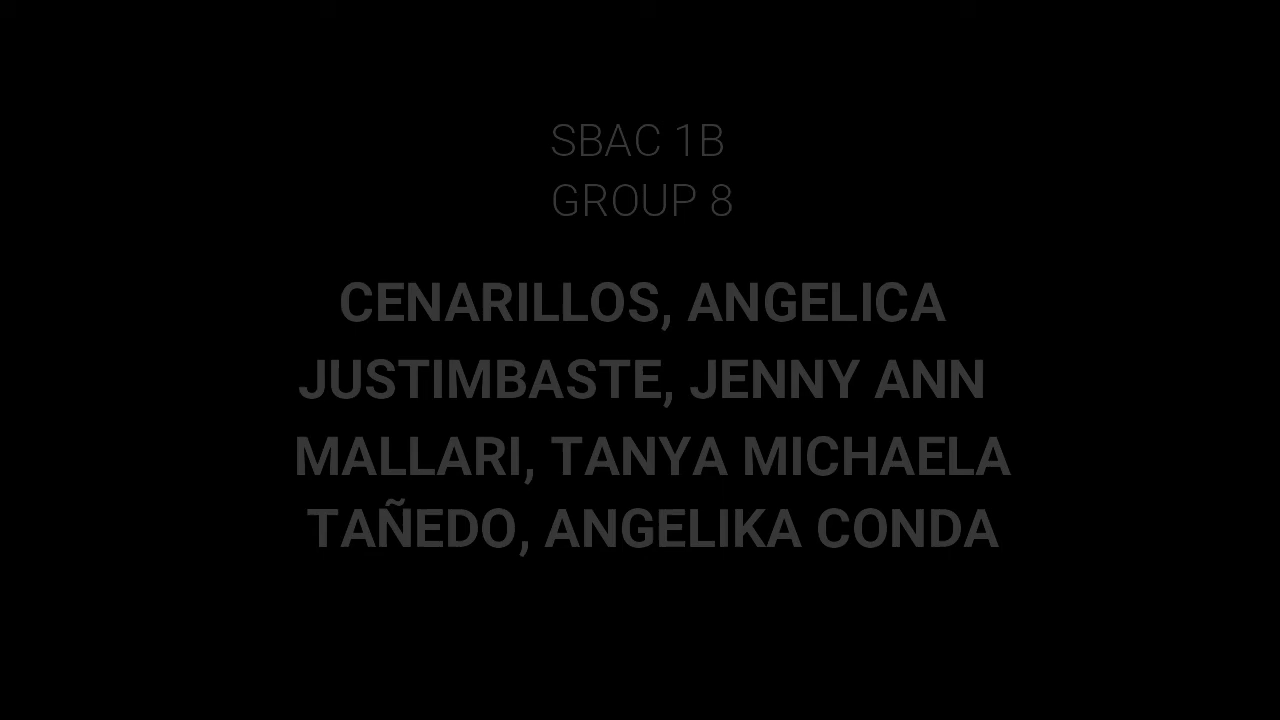 SBAC 1B
GROUP 8
CENARILLOS, ANGELICA
JUSTIMBASTE, JENNY ANN
MALLARI, TANYA MICHAELA
TAÑEDO, ANGELIKA CONDA